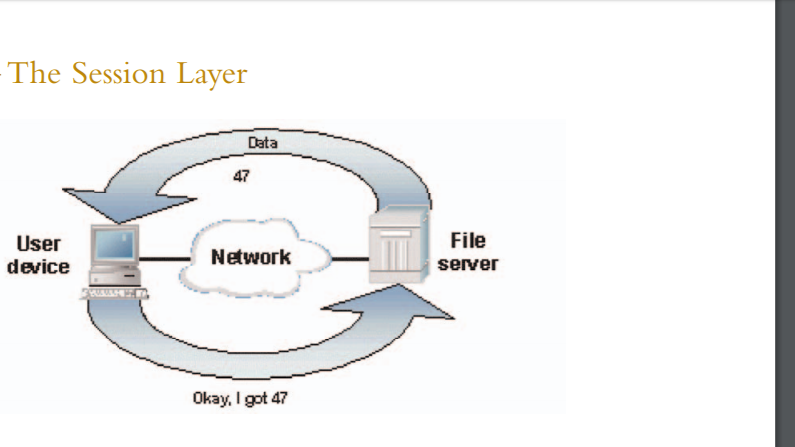 The Session Layer
Data
47
User
device
Network
File
server
Okay, I got 47